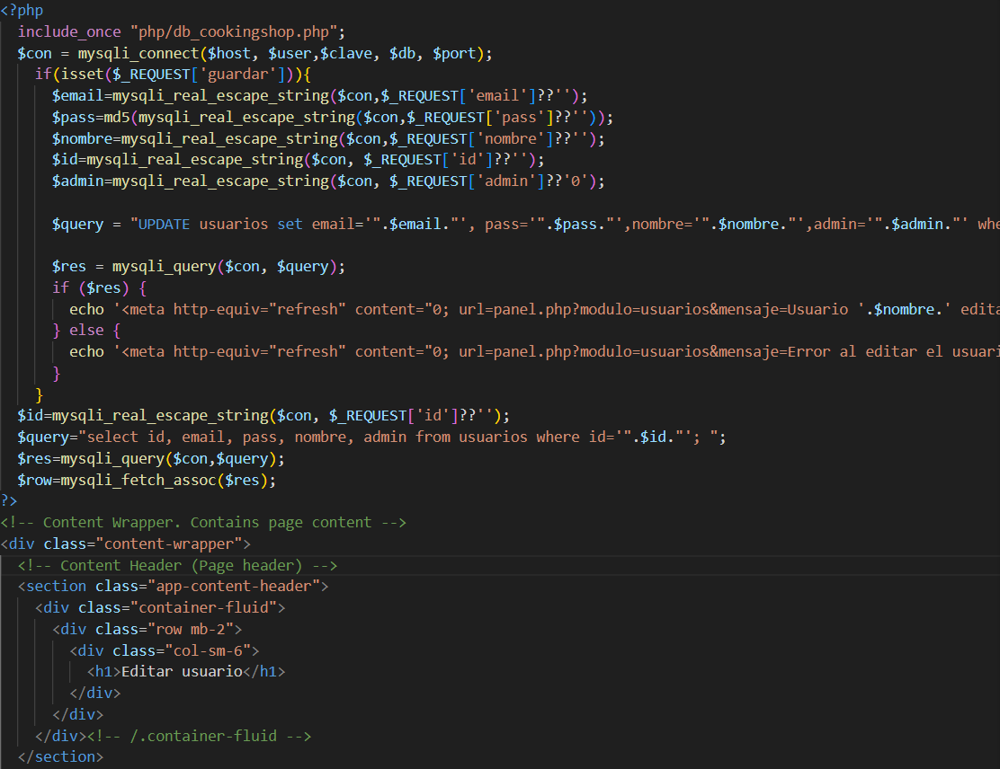 <?php
include_once "php/db_cookingshop.php";
$con = mysqli_connect($host, $user,$clave, $db, $port);
if(isset($_REQUEST['guardar'])){
$email=mysqli_real_escape_string($con,$_REQUEST['email']??'');
$pass=md5(mysqli_real_escape_string($con,$_REQUEST['pass']??''));
$nombre=mysqli_real_escape_string($con,$_REQUEST['nombre']??'');
$id=mysqli_real_escape_string($con, $_REQUEST['id']??'');
$admin=mysqli_real_escape_string($con, $_REQUEST['admin']??'0');
$query = "UPDATE usuarios set email='".$email."', pass='".$pass."',nombre='".$nombre."',admin='".$admin."' whe
$res = mysqli_query($con, $query);
if ($res) {
echo '<meta http-equiv="refresh" content="0; url=panel.php?modulo=usuarios&mensaje=Usuario '.$nombre.' edita
} else {
echo '<meta http-equiv="refresh" content="0; url=panel.php?modulo=usuarios&mensaje=Error al editar el usuari
}
}
$id=mysqli_real_escape_string($con, $_REQUEST['id']??'');
$query="select id, email, pass, nombre, admin from usuarios where id='".$id."'; ";
$res=mysqli_query($con,$query);
$row=mysqli_fetch_assoc($res);
?>
<!-- Content Wrapper. Contains page content -->
<div class="content-wrapper">
<!-- Content Header (Page header) -->
<section class="app-content-header">
<div class="container-fluid">
<div class="row mb-2">
<div class="col-sm-6">
<h1>Editar usuario</h1>
</div>
</div>
</div><!-- /.container-fluid -->
</section>